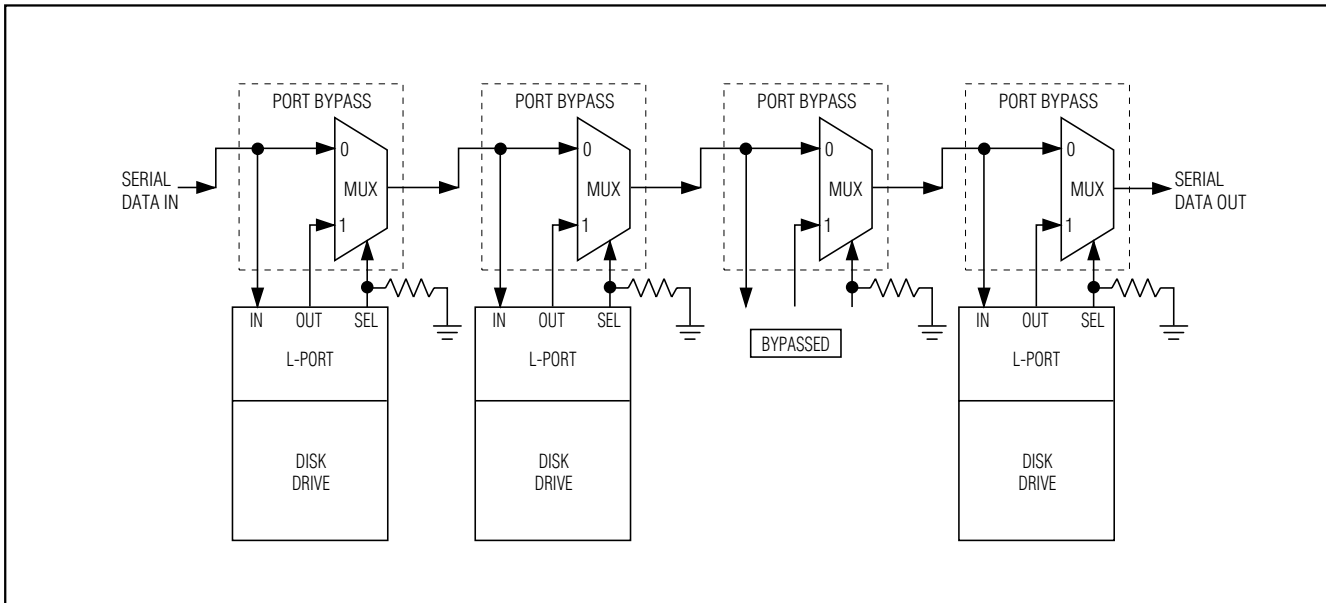 PORT BYPASS
PORT BYPASS
PORT BYPASS
PORT BYPASS
0
0
0
0
SERIAL
DATA IN
MUX
MUX
MUX
MUX
SERIAL
DATA OUT
1
1
1
1
IN OUT SEL
IN OUT SEL
IN OUT SEL
L-PORT
L-PORT
BYPASSED
L-PORT
DISK
DRIVE
DISK
DRIVE
DISK
DRIVE